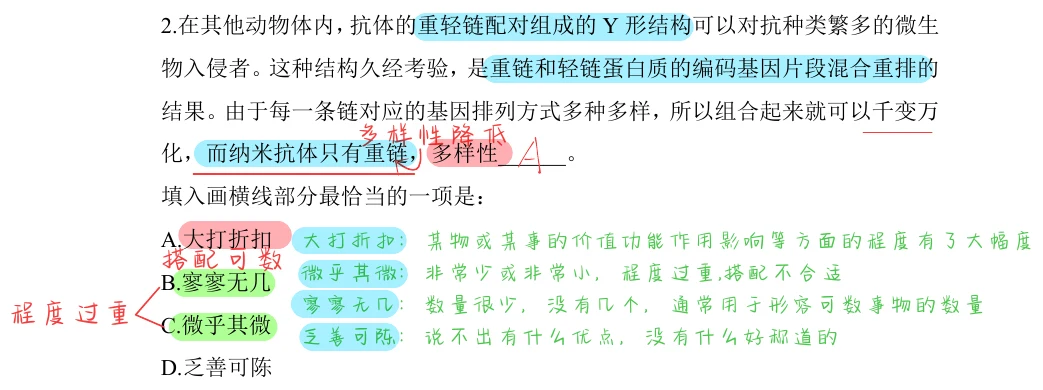 2.在其他动物体内，抗体的重轻链配对组成的 Y 形结构可以对抗种类繁多的微生
物入侵者。这种结构久经考验，是重链和轻链蛋白质的编码基因片段混合重排的
结果。由于每一条链对应的基因排列方式多种多样，所以组合起来就可以千变万
多样性降低
化，而纳米抗体只有重链，多样性______。 A
填入画横线部分最恰当的一项是：
A.大打折扣 大打折扣： 某物或某事的价值功能作用影响等方面的程度有了大幅度
搭配可数
微乎其微： 非常少或非常小，程度过重,搭配不合适
B.寥寥无几
寥寥无几： 数量很少，没有几个，通常用于形容可数事物的数量
程度过重
C.微乎其微
乏善可陈： 说不出有什么优点，没有什么好称道的
D.乏善可陈